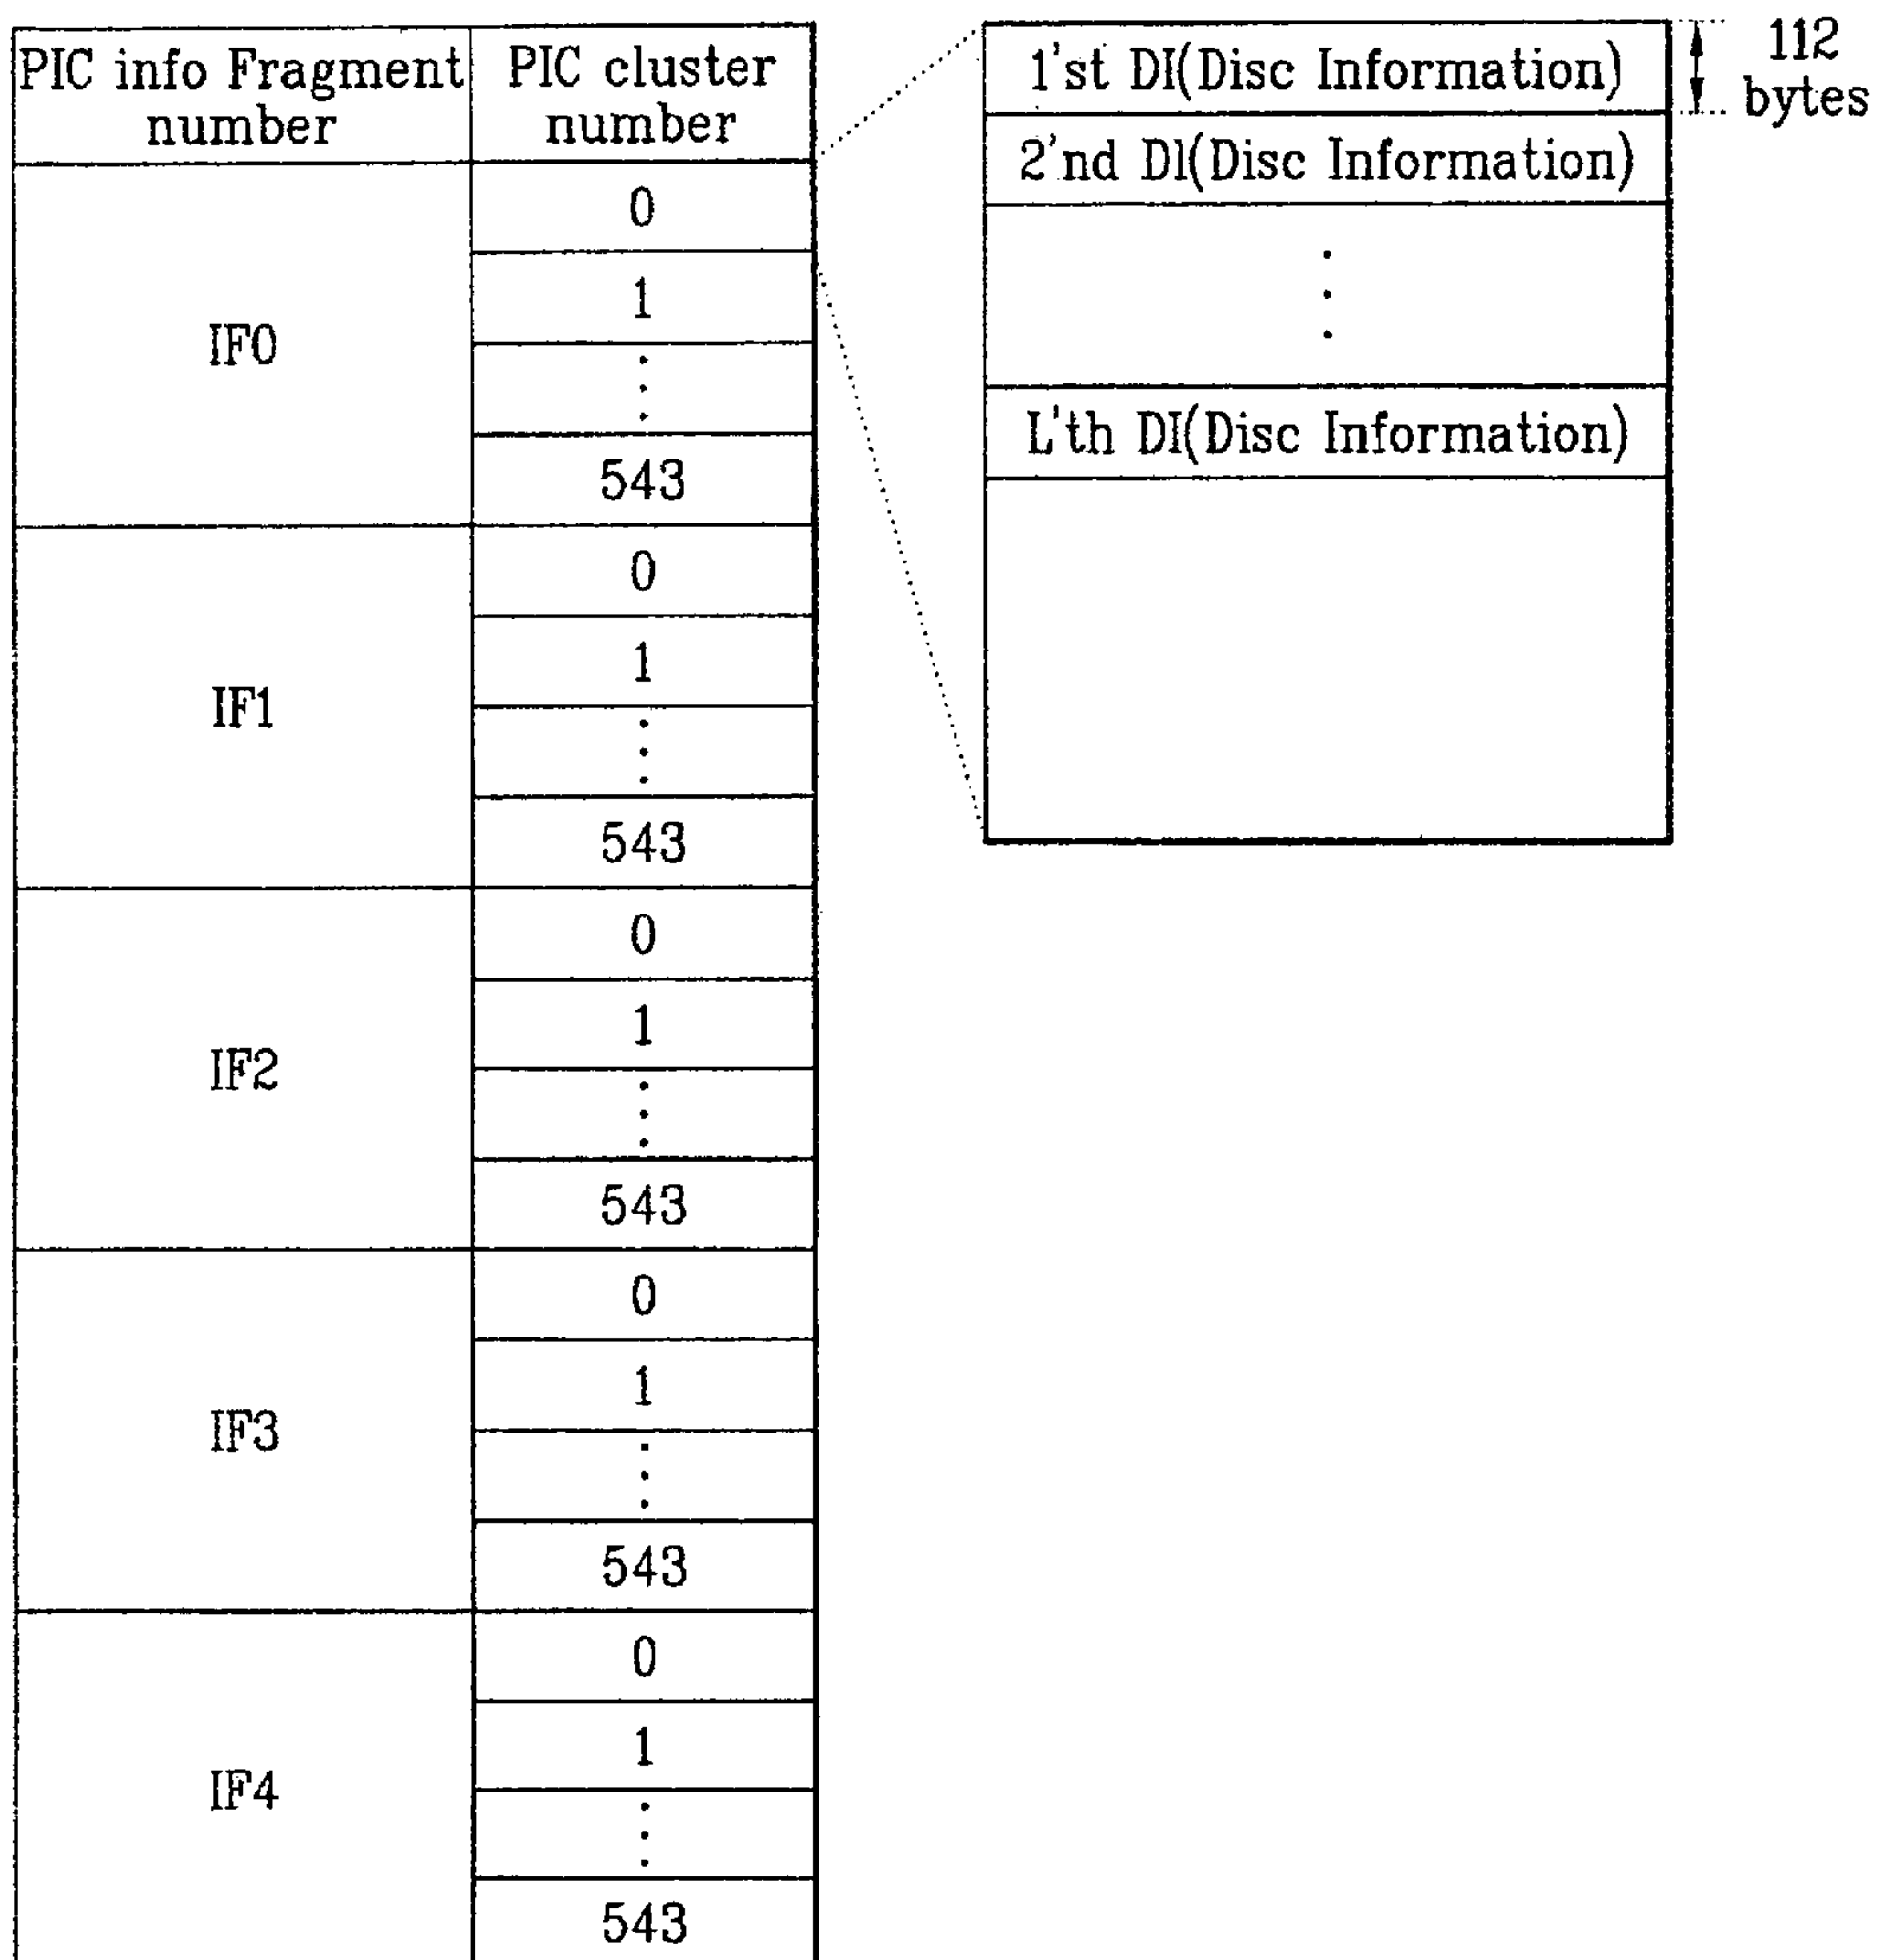 PIC info Fragment
number
PIC cluster
number
IF0
0
1
543
IF1
0
1
543
IF2
0
1
543
IF3
0
1
543
IF4
0
1
543
1'st DI(Disc Information)
2'nd DI(Disc Information)
L'th DI(Disc Information)
112
bytes